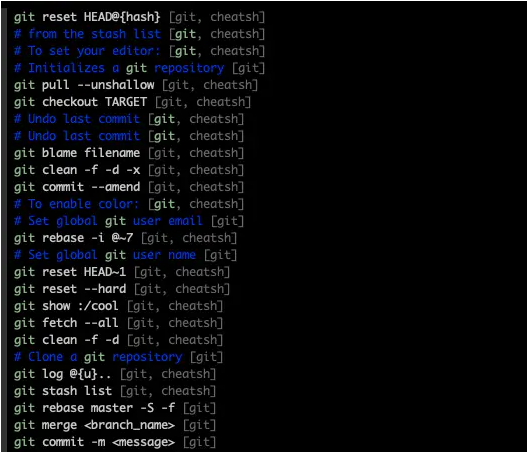 git reset HEAD@{hash} [git, cheatsh]
# from the stash list [git, cheatsh]
# To set your editor: [git, cheatsh]
# Initializes a git repository [git]
git pull --unshallow [git, cheatsh]
git checkout TARGET [git, cheatsh]
# Undo last commit [git, cheatsh]
# Undo last commit [git, cheatsh]
git blame filename [git, cheatsh]
git clean -f -d -x [git, cheatsh]
git commit --amend [git, cheatsh]
# To enable color: [git, cheatsh]
# Set global git user email [git]
git rebase -i @~7 [git, cheatsh]
# Set global git user name [git]
git reset HEAD~1 [git, cheatsh]
git reset --hard [git, cheatsh]
git show :/cool [git, cheatsh]
git fetch --all [git, cheatsh]
git clean -f -d [git, cheatsh]
# Clone a git repository [git]
git log @{u}.. [git, cheatsh]
git stash list [git, cheatsh]
git rebase master -S -f [git]
git merge <branch_name> [git]
git commit -m <message> [git]